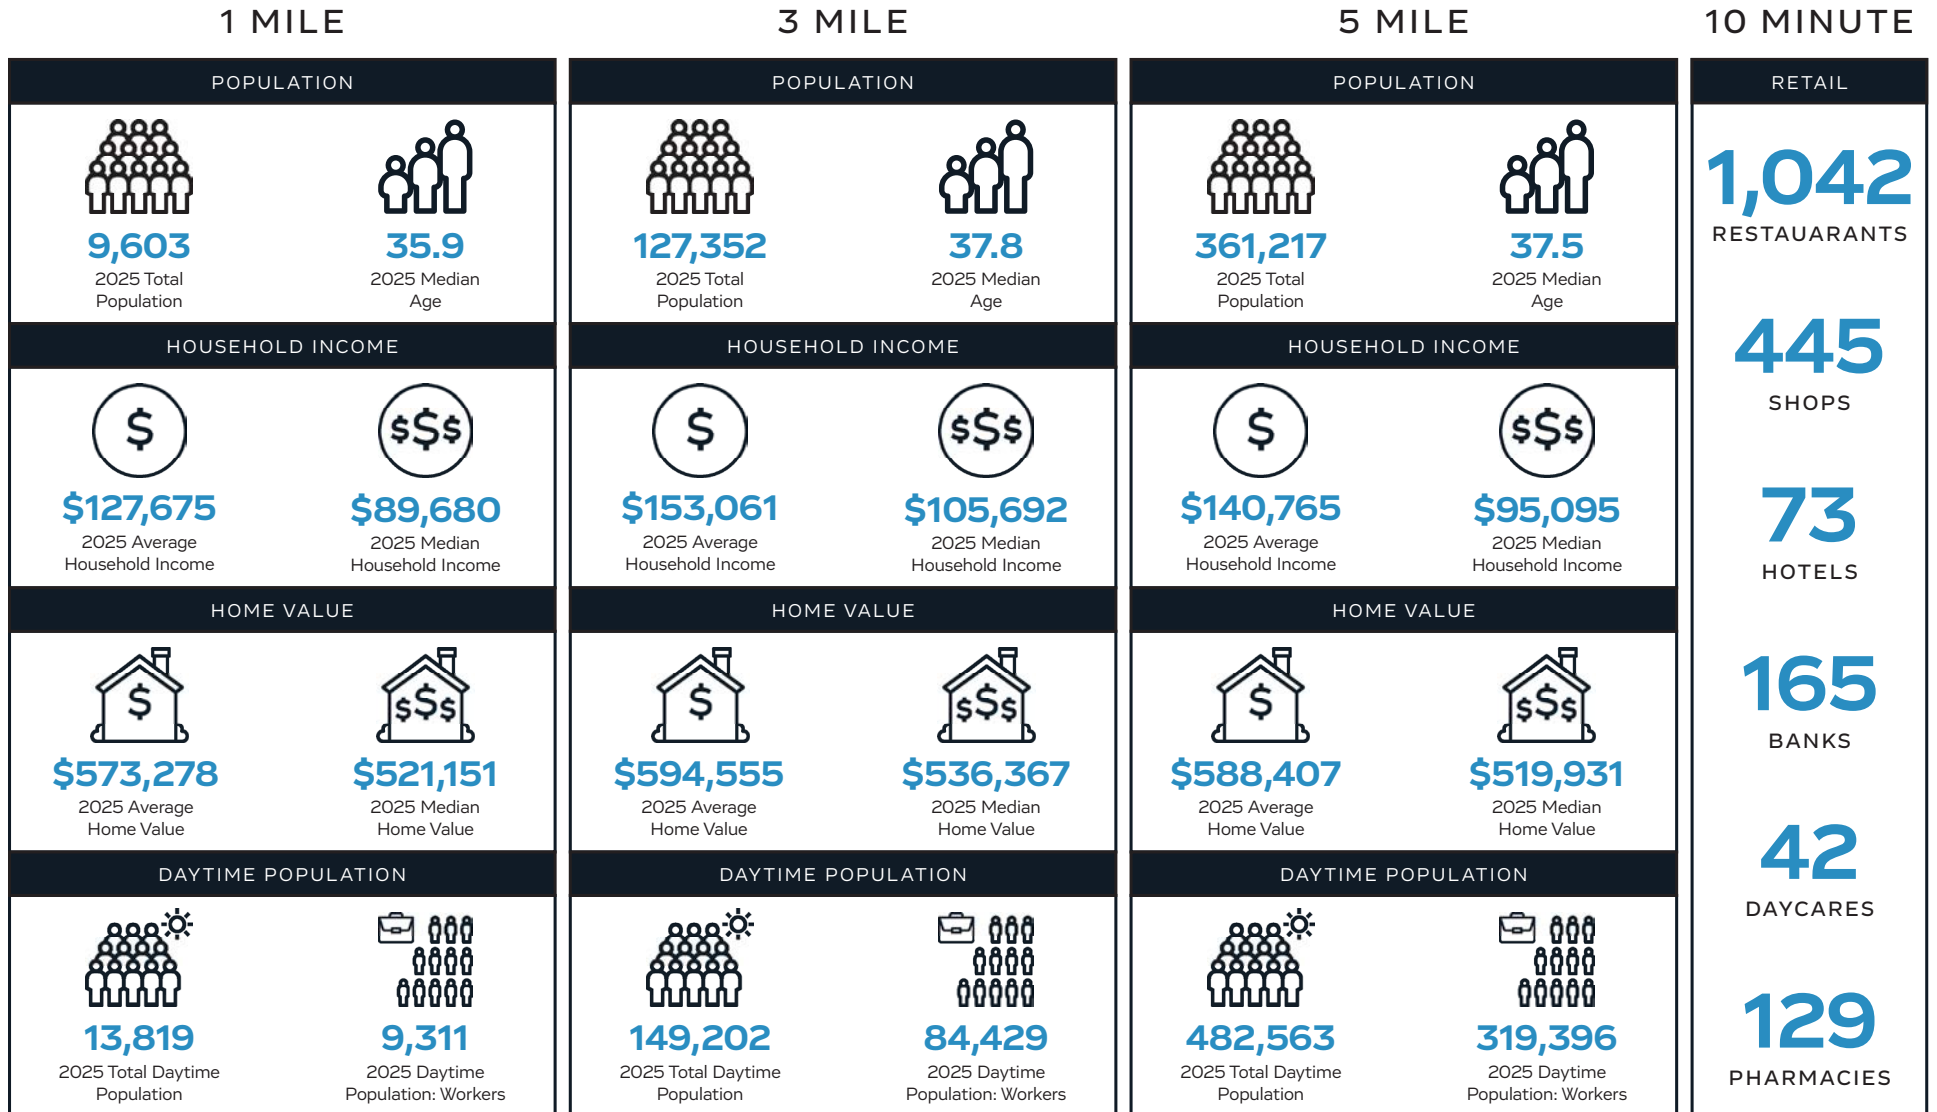 1 MILE
POPULATION
9,603
2025 Total
Population
35.9
2025 Median
Age
HOUSEHOLD INCOME
$
$127,675
2025 Average
Household Income
$$$
$89,680
2025 Median
Household Income
HOME VALUE
$
$573,278
2025 Average
Home Value
$$$
$521,151
2025 Median
Home Value
DAYTIME POPULATION
13,819
2025 Total Daytime
Population
9,311
2025 Daytime
Population: Workers
3 MILE
POPULATION
127,352
2025 Total
Population
37.8
2025 Median
Age
HOUSEHOLD INCOME
$
$153,061
2025 Average
Household Income
$$$
$105,692
2025 Median
Household Income
HOME VALUE
$
$594,555
2025 Average
Home Value
$$$
$536,367
2025 Median
Home Value
DAYTIME POPULATION
149,202
2025 Total Daytime
Population
84,429
2025 Daytime
Population: Workers
5 MILE
POPULATION
361,217
2025 Total
Population
37.5
2025 Median
Age
HOUSEHOLD INCOME
$
$140,765
2025 Average
Household Income
$$$
$95,095
2025 Median
Household Income
HOME VALUE
$
$588,407
2025 Average
Home Value
$$$
$519,931
2025 Median
Home Value
DAYTIME POPULATION
482,563
2025 Total Daytime
Population
319,396
2025 Daytime
Population: Workers
10 MINUTE
RETAIL
1,042
RESTAUARANTS
445
SHOPS
73
HOTELS
165
BANKS
42
DAYCARES
129
PHARMACIES